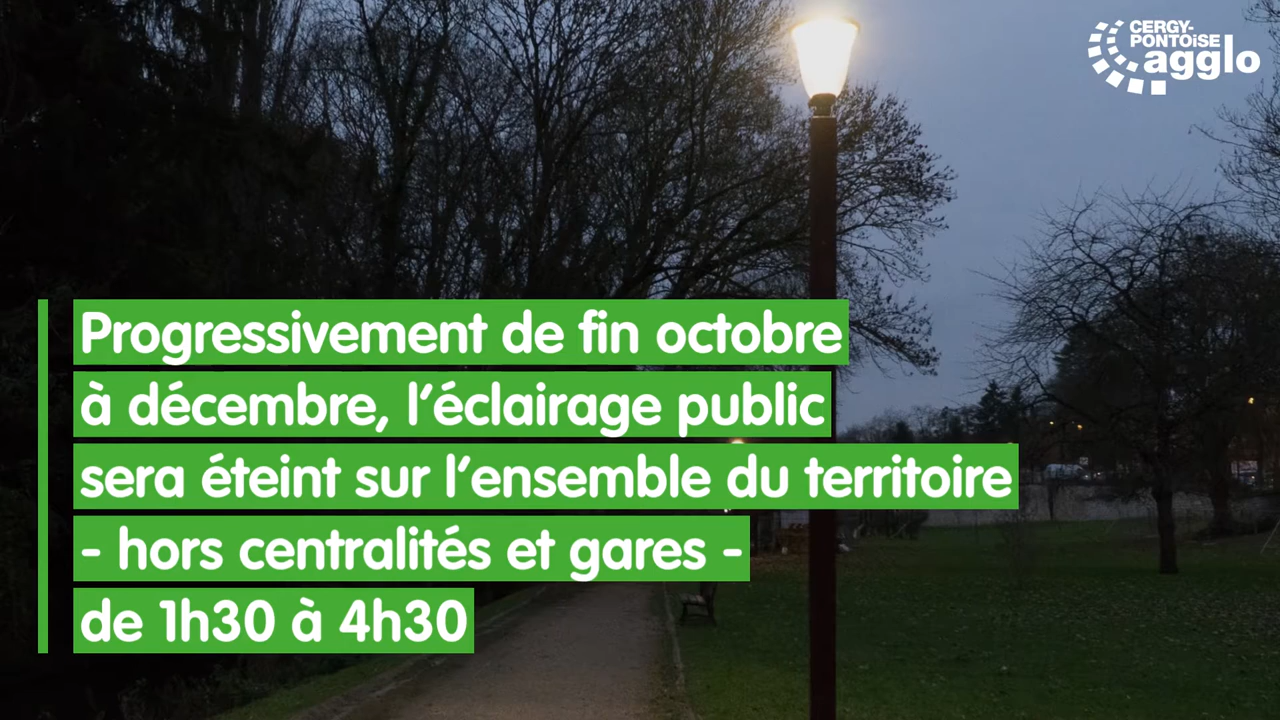 CERGY-
PONTOiSE
agglo
Progressivement de fin octobre
à décembre, l’éclairage public
sera éteint sur l’ensemble du territoire
- hors centralités et gares -
de 1h30 à 4h30